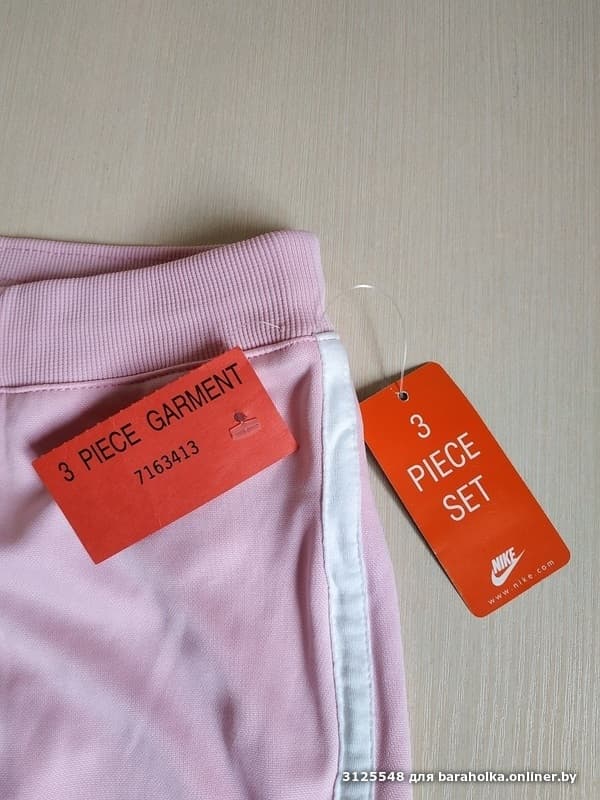 3 PIECE GARMENT
7163413
3
PIECE
SET
NIKE
www.nike.com
3125548 для baraholka.onliner.by